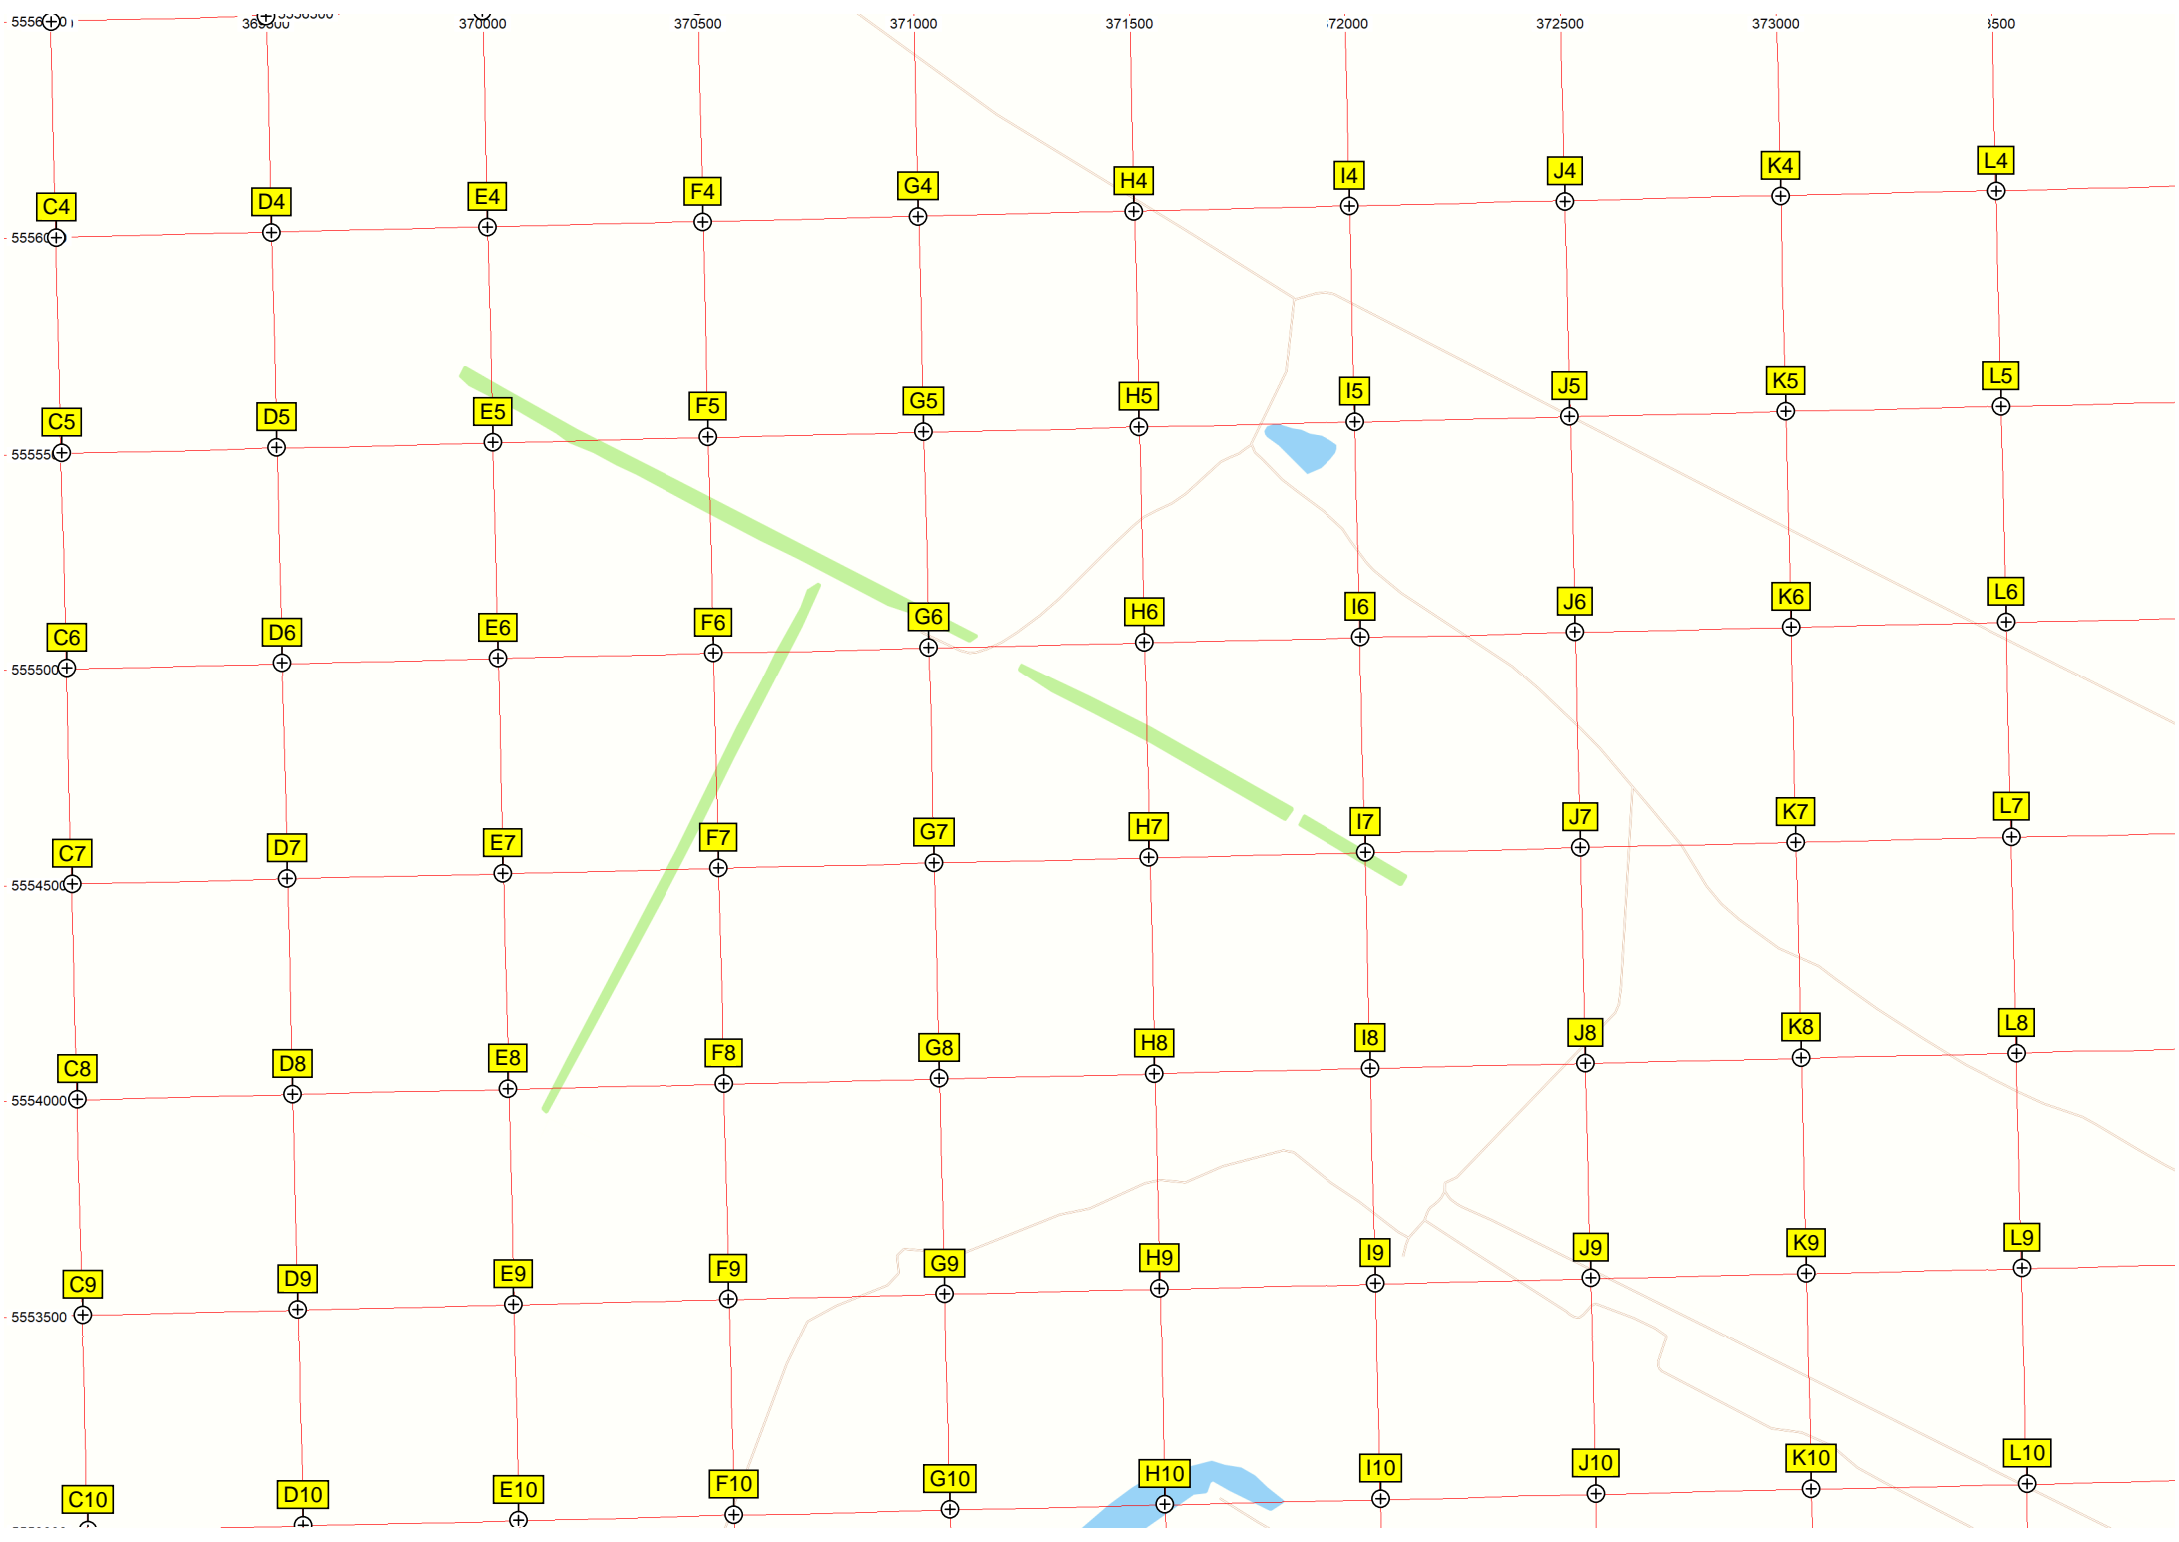 370000 370500 371000 371500 372500 373000
C4 D4 E4 F4 G4 H4 I4 J4 K4 L4
C5 D5 E5 F5 G5 H5 I5 J5 K5 L5
C6 D6 E6 F6 G6 H6 I6 J6 K6 L6
5555000
C7 D7 E7 F7 G7 H7 I7 J7 K7 L7
5554500
C8 D8 E8 F8 G8 H8 I8 J8 K8 L8
5554000
C9 D9 E9 F9 G9 H9 I9 J9 K9 L9
5553500
C10 D10 E10 F10 G10 H10 I10 J10 K10 L10